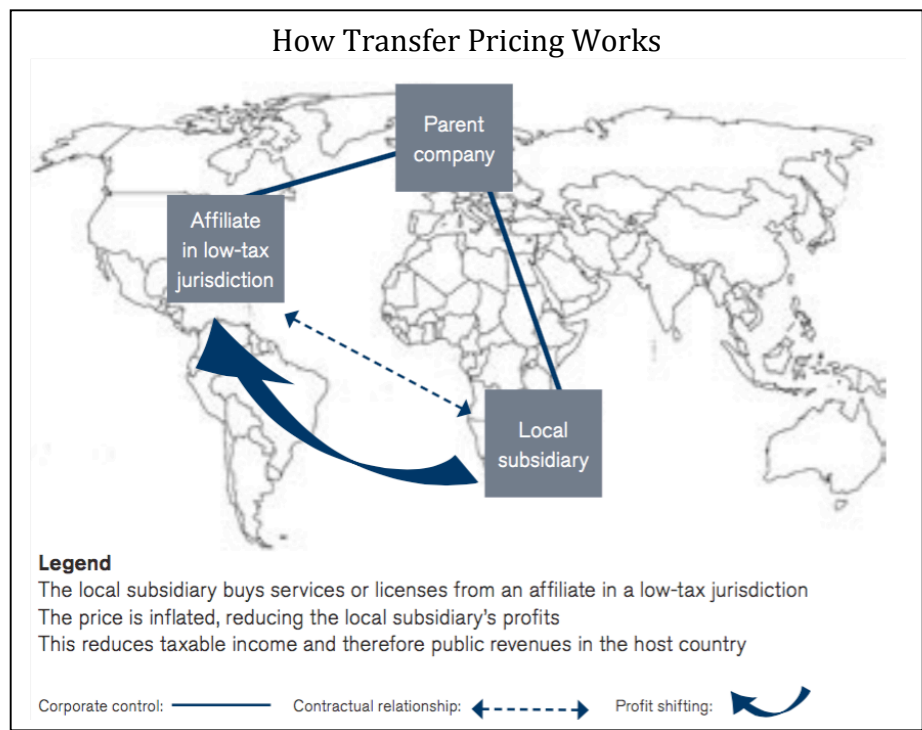 How Transfer Pricing Works
Parent
company
Affiliate
in low-tax
jurisdiction
Local
subsidiary
Legend
The local subsidiary buys services or licenses from an affiliate in a low-tax jurisdiction
The price is inflated, reducing the local subsidiary's profits
This reduces taxable income and therefore public revenues in the host country
Corporate control: Contractual relationship: Profit shifting: